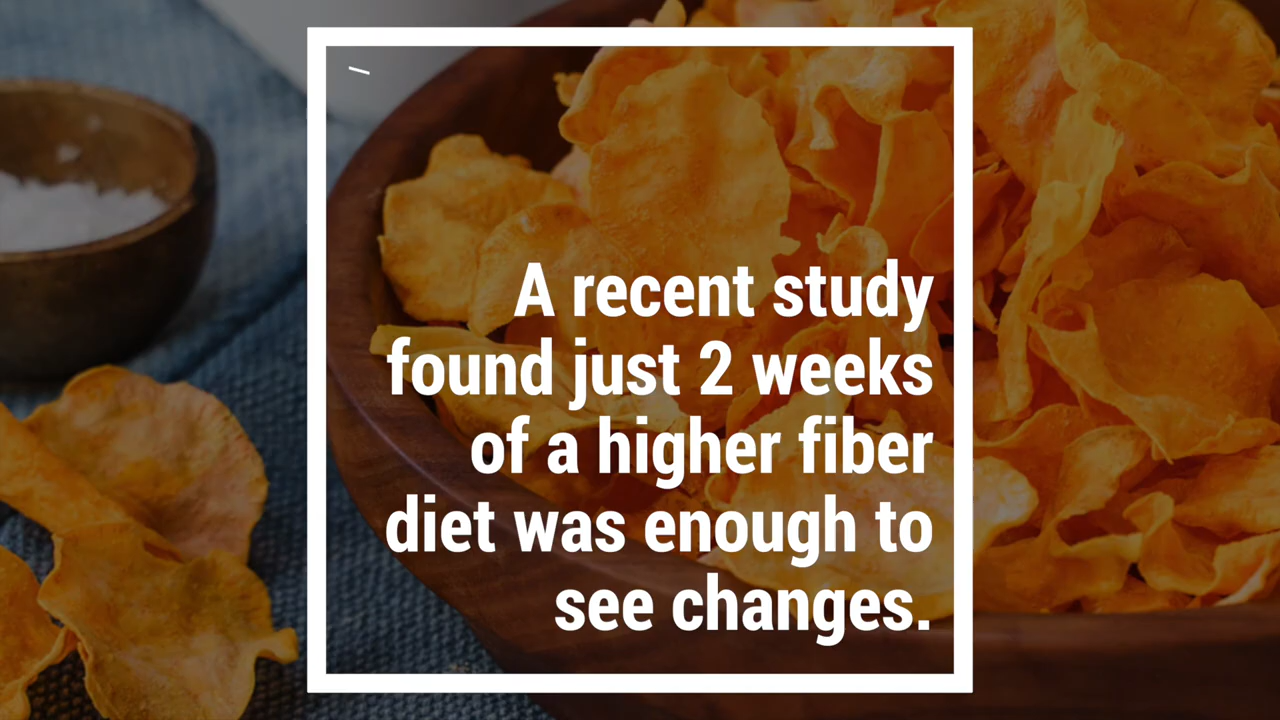 A recent study
found just 2 weeks
of a higher fiber
diet was enough to
see changes.